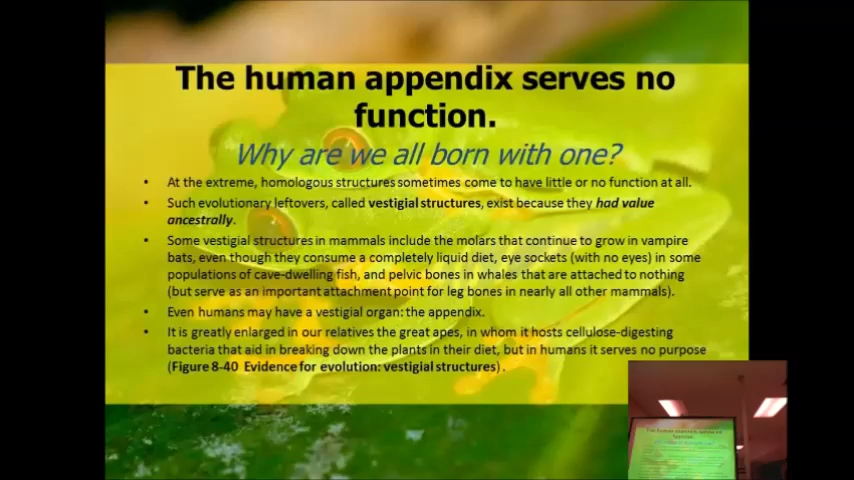 The human appendix serves no
function.
Why are we all born with one?
• At the extreme, homologous structures sometimes come to have little or no function at all.
• Such evolutionary leftovers, called vestigial structures, exist because they had value
ancestrally.
• Some vestigial structures in mammals include the molars that continue to grow in vampire
bats, even though they consume a completely liquid diet, eye sockets (with no eyes) in some
populations of cave-dwelling fish, and pelvic bones in whales that are attached to nothing
(but serve as an important attachment point for leg bones in nearly all other mammals).
• Even humans may have a vestigial organ: the appendix.
• It is greatly enlarged in our relatives the great apes, in whom it hosts cellulose-digesting
bacteria that aid in breaking down the plants in their diet, but in humans it serves no purpose
(Figure 8-40 Evidence for evolution: vestigial structures).